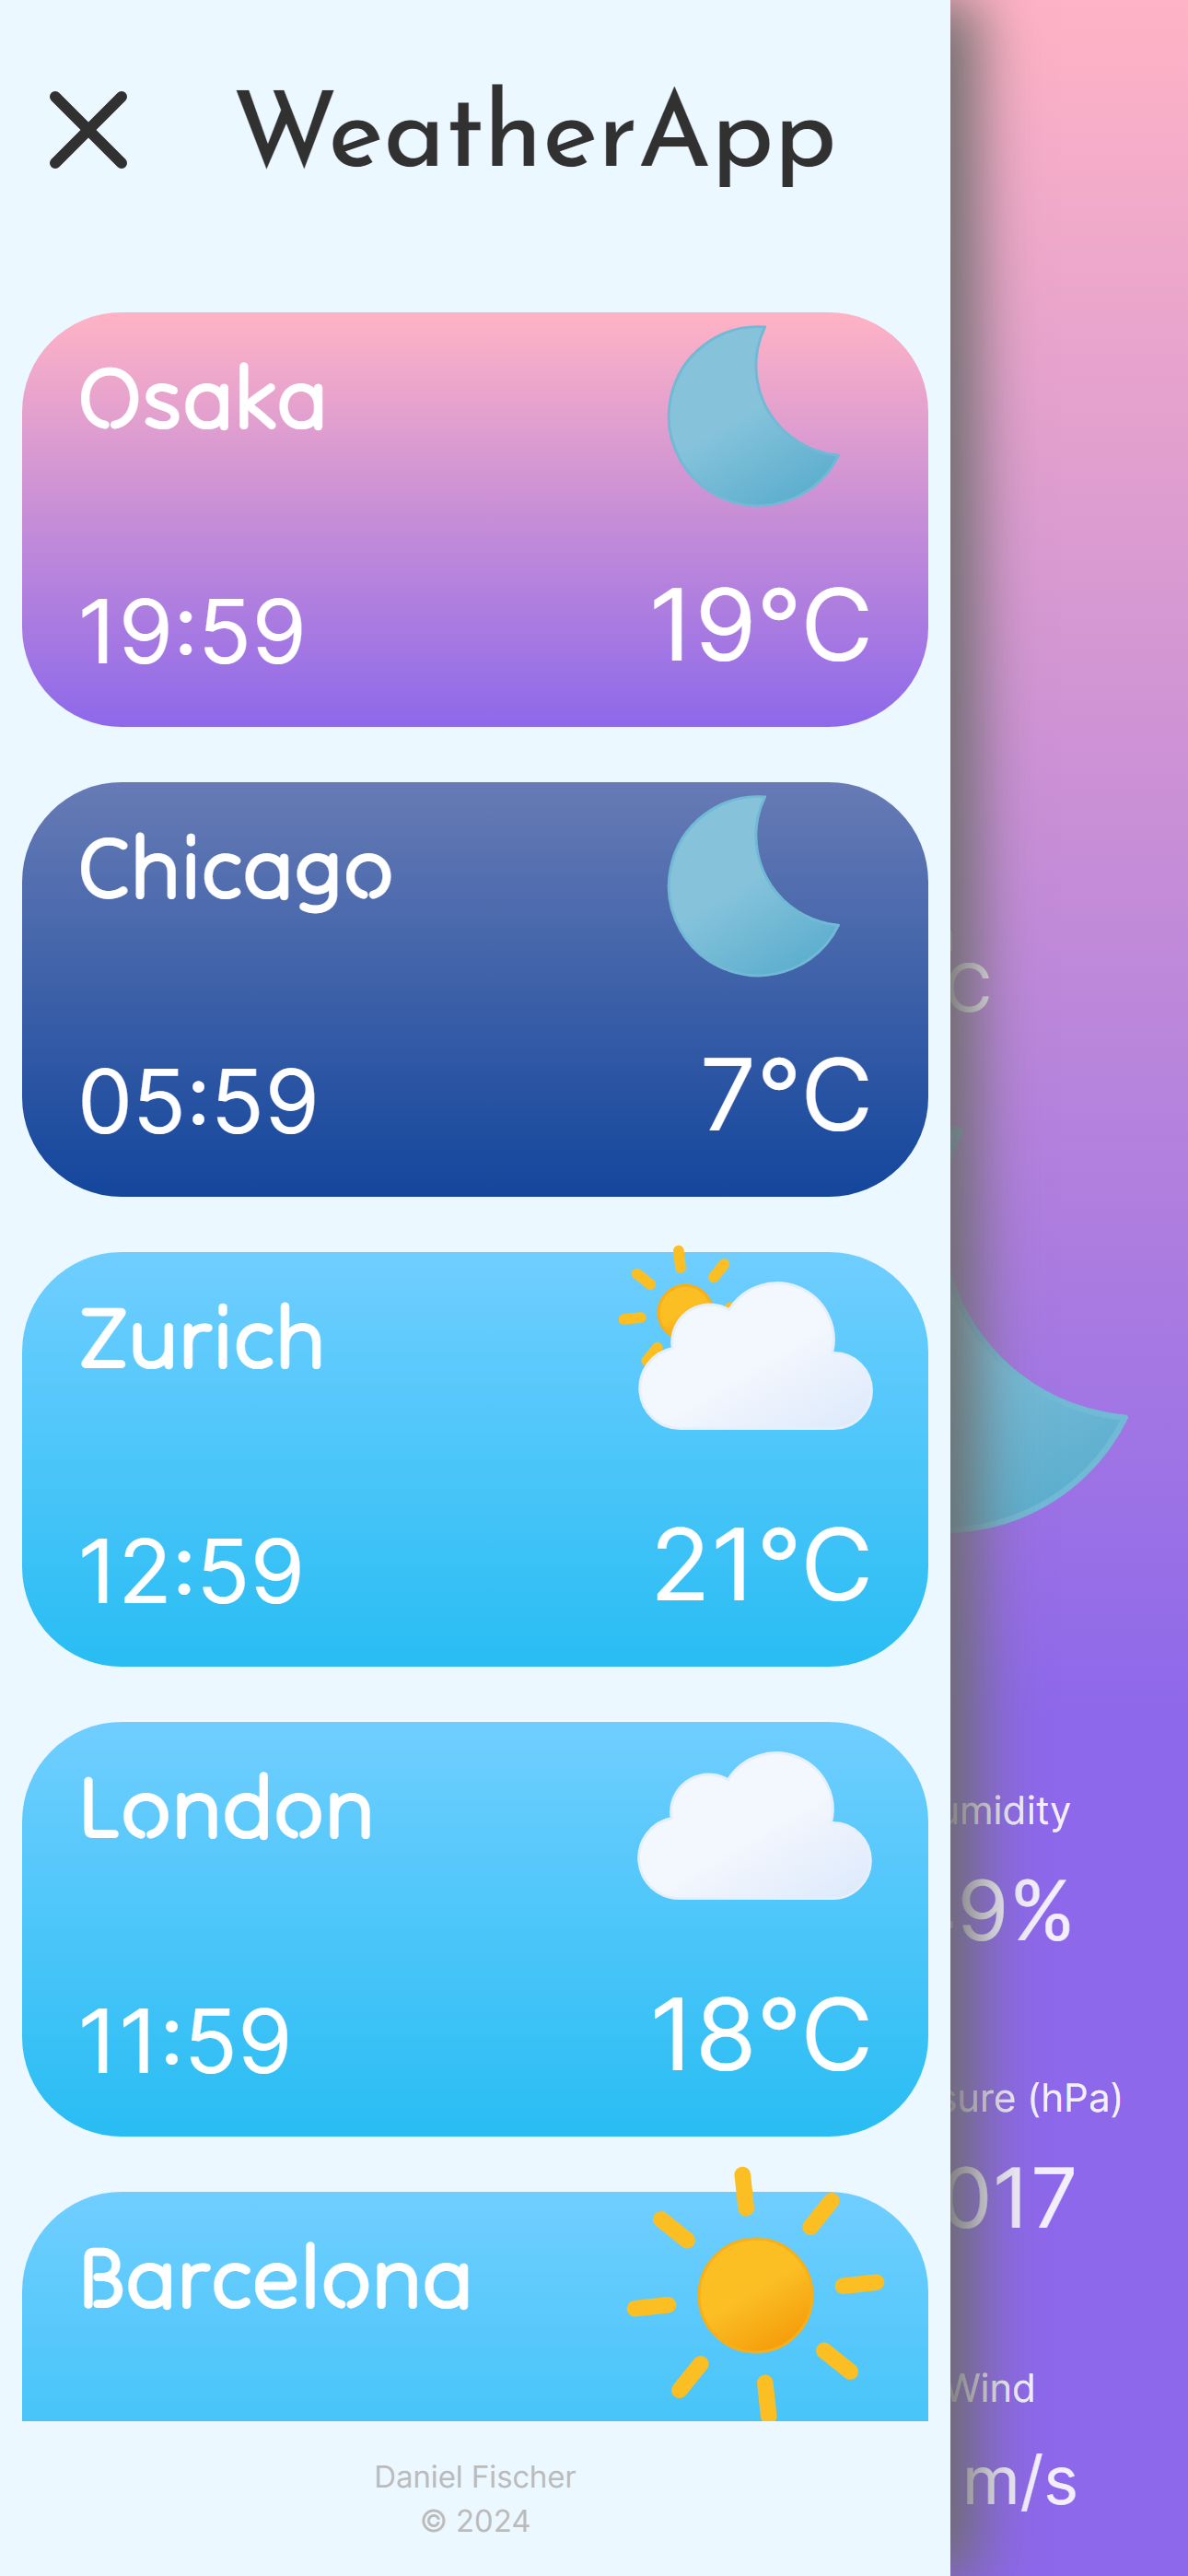 WeatherApp
Osaka
19:59
19°C
Chicago
05:59
7°C
Zurich
12:59
21°C
London
11:59
18°C
Barcelona
Daniel Fischer
© 2024
C
umidity
9%
sure (hPa)
017
Wind
m/s